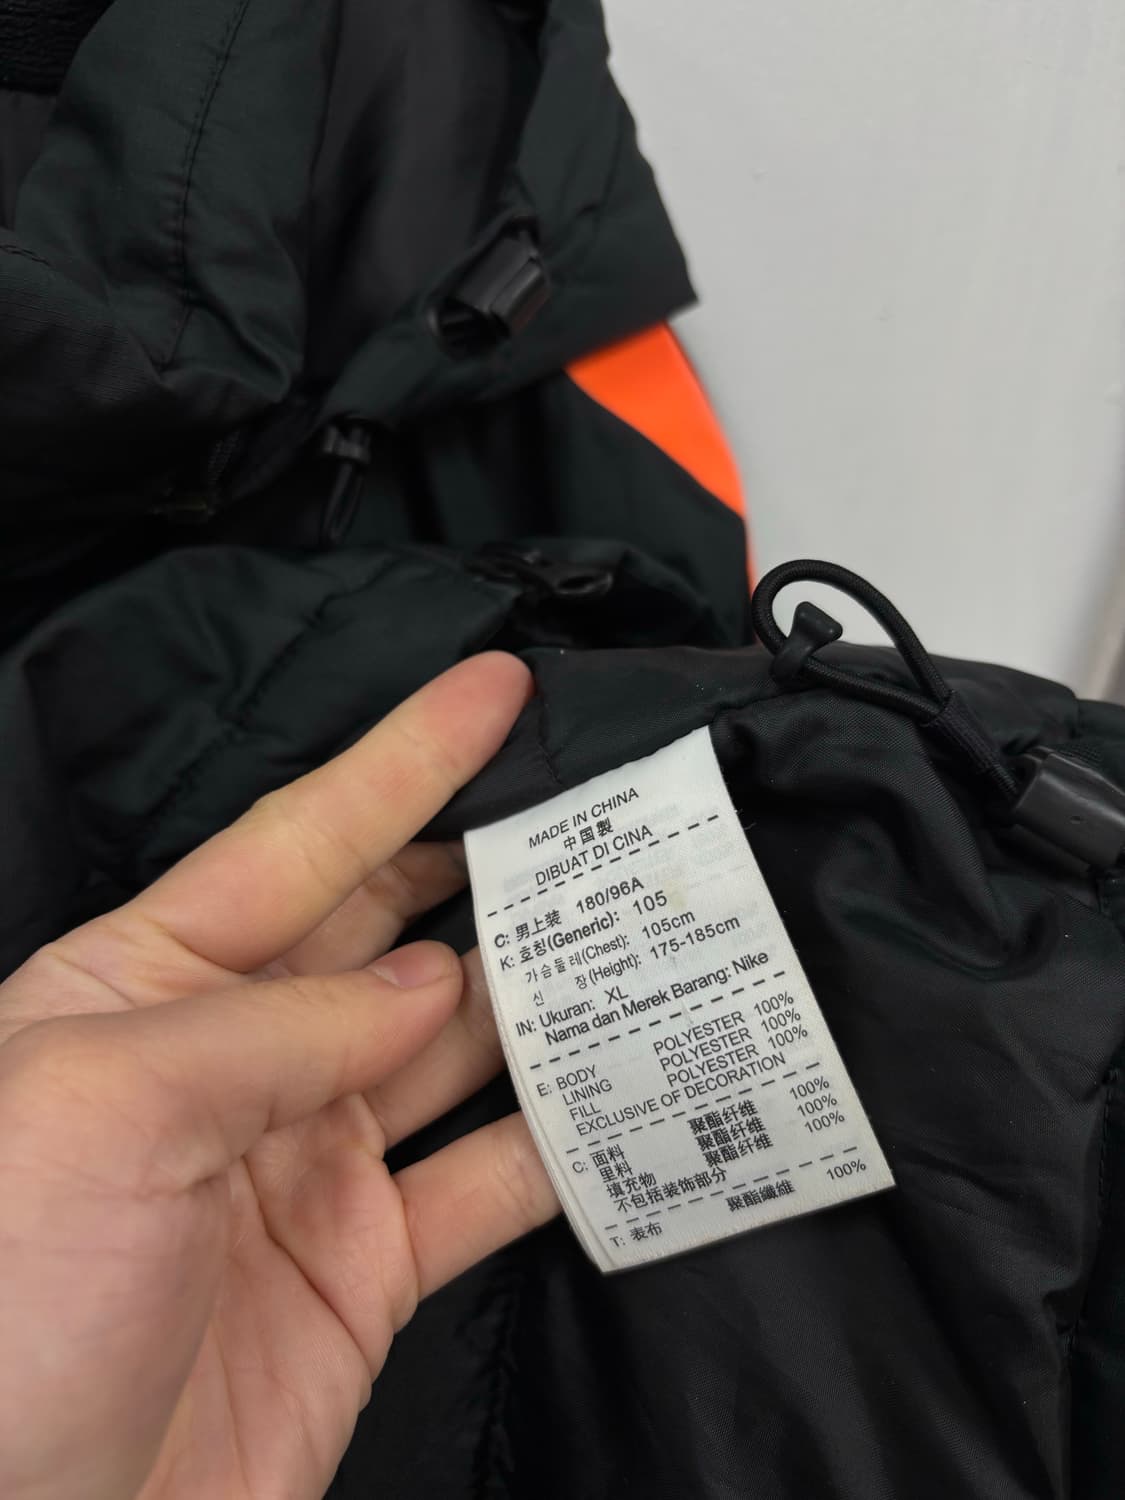 MADE IN CHINA
中国製
DIBUAT DI CINA
C: 男上装 180/96A
K: 호칭(Generic): 105
가슴둘레(Chest): 105cm
신 장(Height): 175-185cm
IN: Ukuran: XL
Nama dan Merek Barang: Nike
E: BODY POLYESTER 100%
LINING POLYESTER 100%
FILL POLYESTER 100%
EXCLUSIVE OF DECORATION
C: 面料 聚酯纤维 100%
里料 聚酯纤维 100%
填充物 聚酯纤维 100%
不包括装饰部分
T: 表布 聚酯纖維 100%